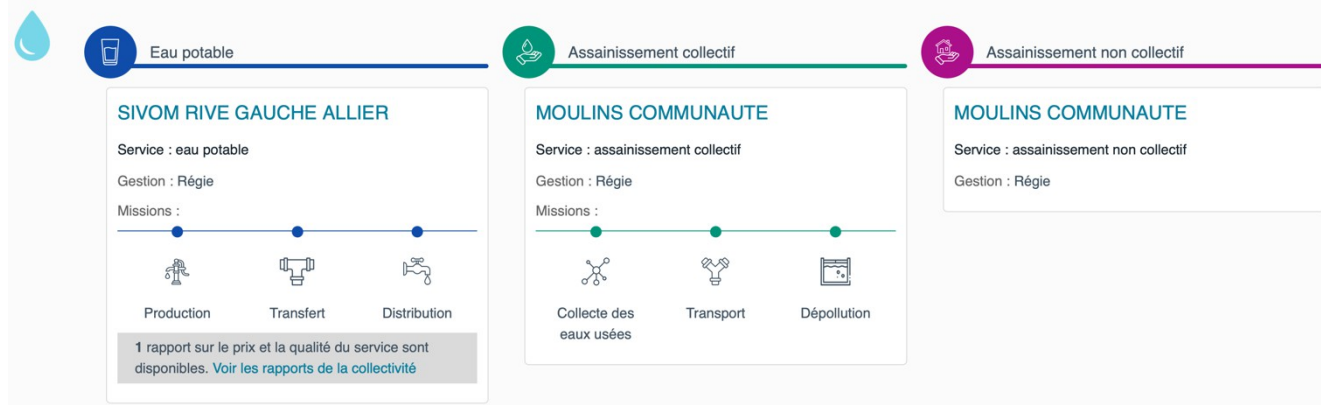 Eau potable
SIVOM RIVE GAUCHE ALLIER
Service : eau potable
Gestion : Régie
Missions :
Production
Transfert
Distribution
1 rapport sur le prix et la qualité du service sont
disponibles. Voir les rapports de la collectivité
Assainissement collectif
MOULINS COMMUNAUTE
Service : assainissement collectif
Gestion : Régie
Missions :
Collecte des
eaux usées
Transport
Dépollution
Assainissement non collectif
MOULINS COMMUNAUTE
Service : assainissement non collectif
Gestion : Régie